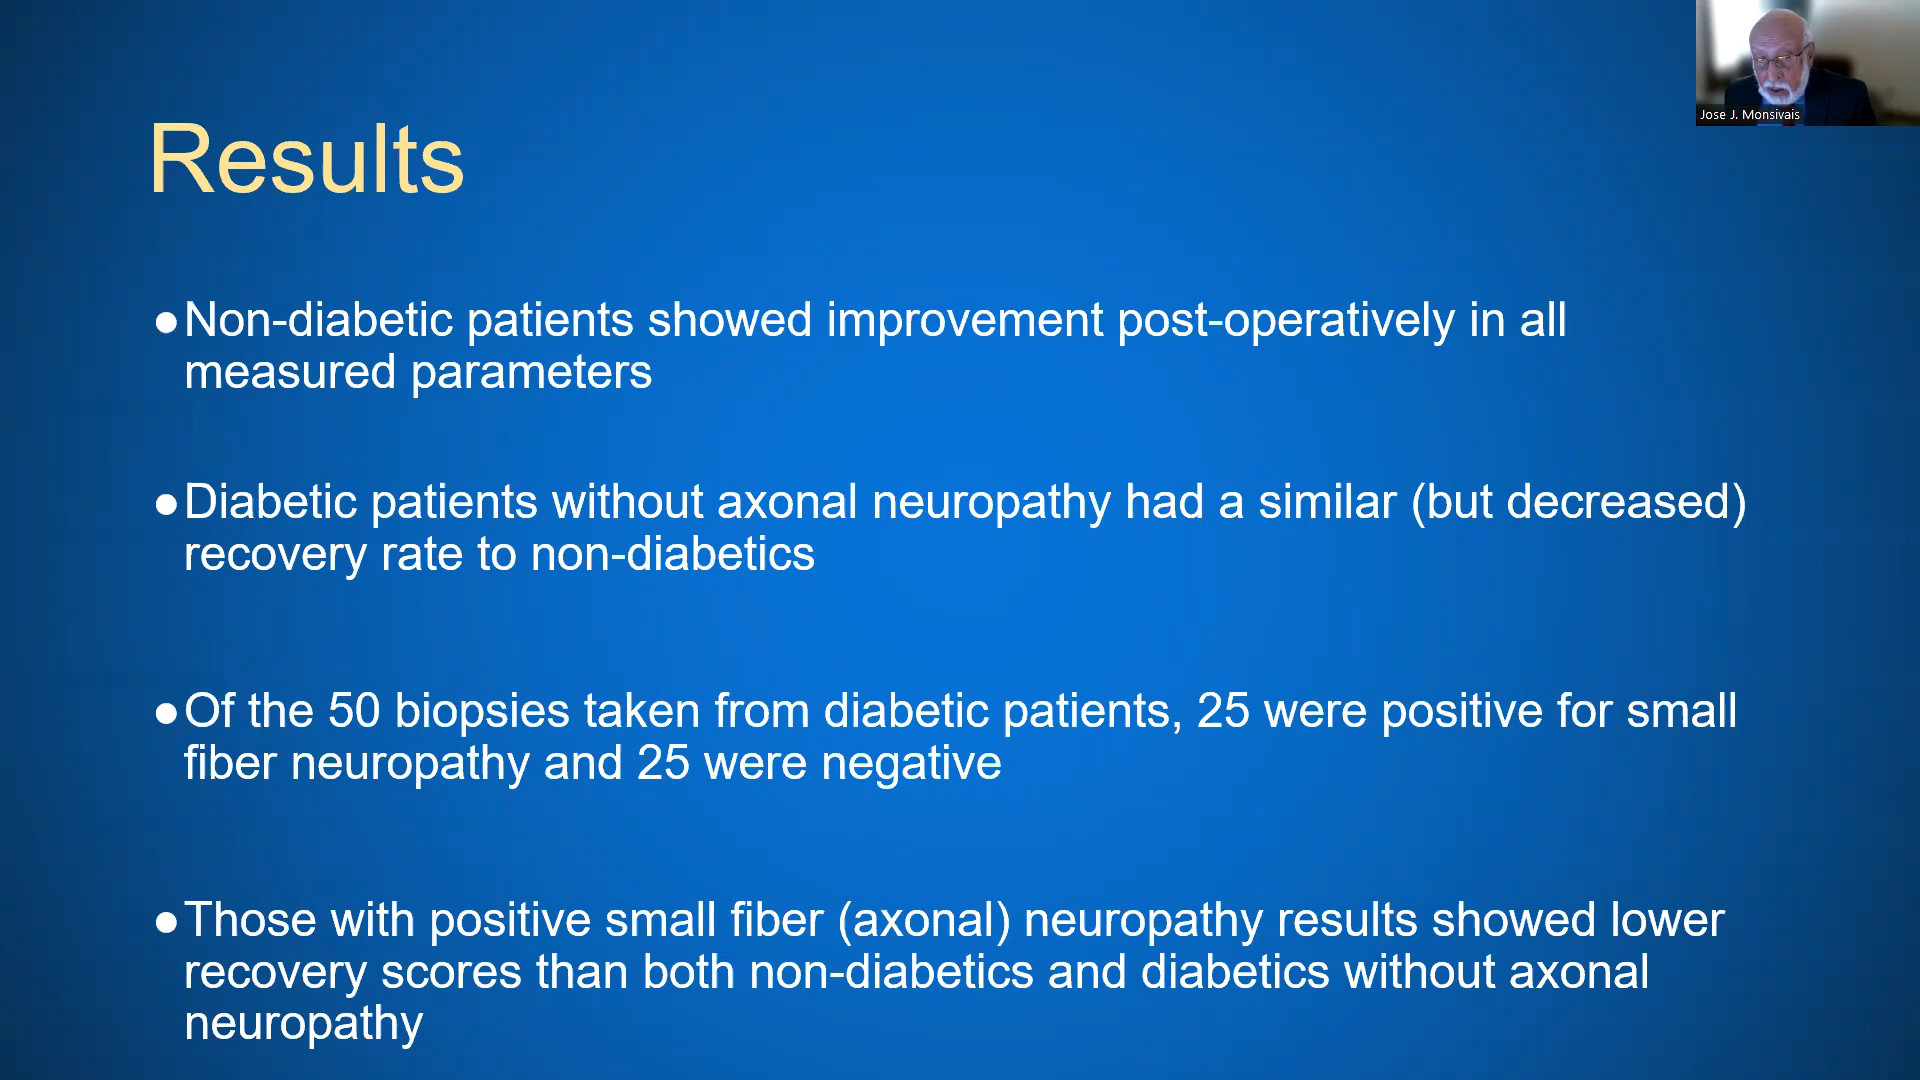 Jose J. Monsivais
Results
●Non-diabetic patients showed improvement post-operatively in all
measured parameters
●Diabetic patients without axonal neuropathy had a similar (but decreased)
recovery rate to non-diabetics
●Of the 50 biopsies taken from diabetic patients, 25 were positive for small
fiber neuropathy and 25 were negative
●Those with positive small fiber (axonal) neuropathy results showed lower
recovery scores than both non-diabetics and diabetics without axonal
neuropathy